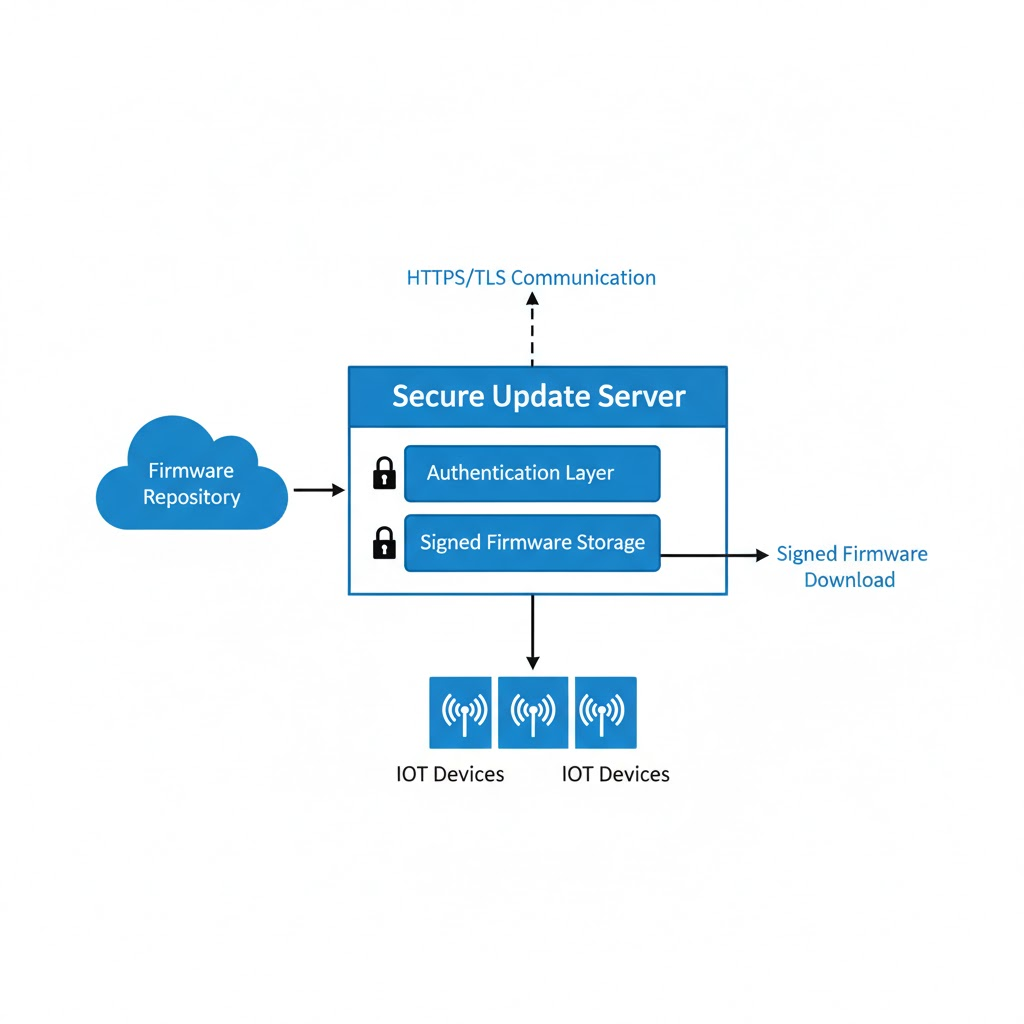 HTTPS/TLS Communication
Secure Update Server
Firmware
Repository
Authentication Layer
Signed Firmware Storage
Signed Firmware
Download
IOT Devices
IOT Devices